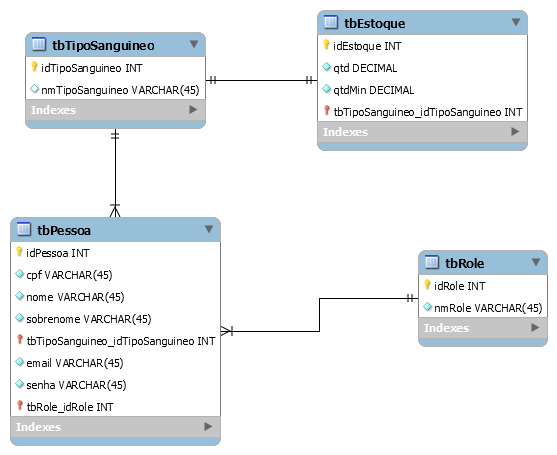 tbTipoSanguineo
idTipoSanguineo INT
nmTipoSanguineo VARCHAR(45)
Indexes
tbEstoque
idEstoque INT
qtd DECIMAL
qtdMin DECIMAL
tbTipoSanguineo_idTipoSanguineo INT
Indexes
tbPessoa
idPessoa INT
cpf VARCHAR(45)
nome VARCHAR(45)
sobrenome VARCHAR(45)
tbTipoSanguineo_idTipoSanguineo INT
email VARCHAR(45)
senha VARCHAR(45)
tbRole_idRole INT
Indexes
tbRole
idRole INT
nmRole VARCHAR(45)
Indexes